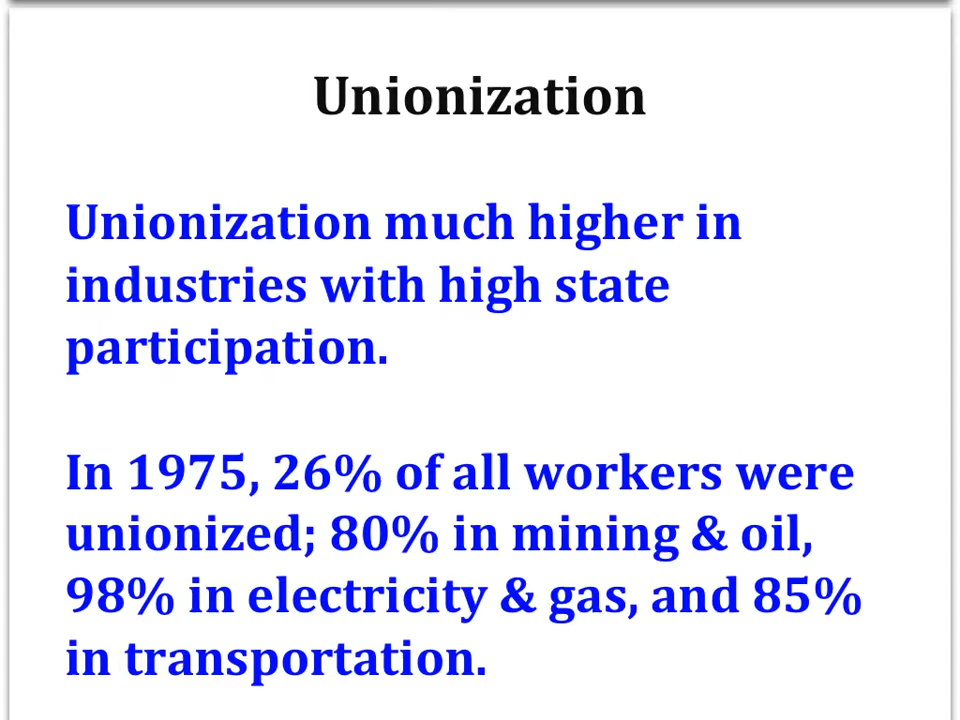 Unionization
Unionization much higher in
industries with high state
participation.
In 1975, 26% of all workers were
unionized; 80% in mining & oil,
98% in electricity & gas, and 85%
in transportation.